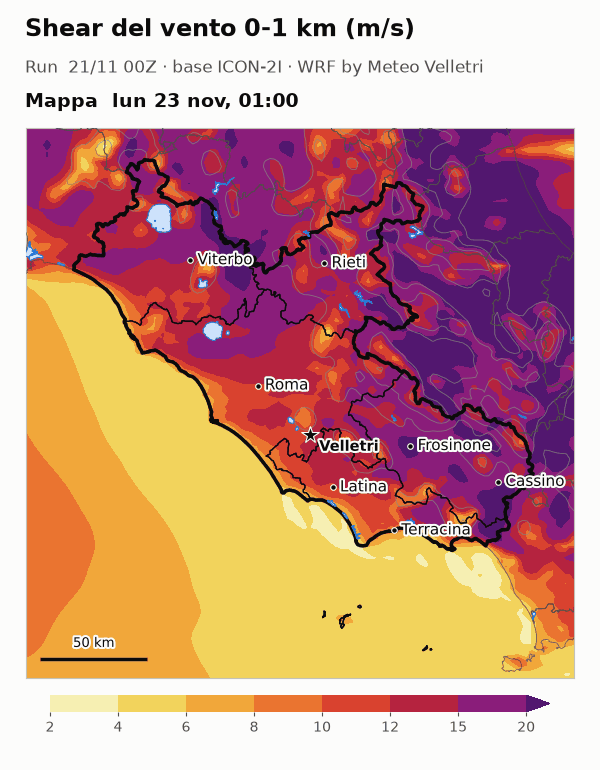 Shear del vento 0-1 km (m/s)
Run 21/11 00Z · base ICON-2I · WRF by Meteo Velletri
Mappa lun 23 nov, 01:00
Viterbo
Rieti
Roma
Velletri
Frosinone
Cassino
Latina
Terracina
50 km
2 4 6 8 10 12 15 20